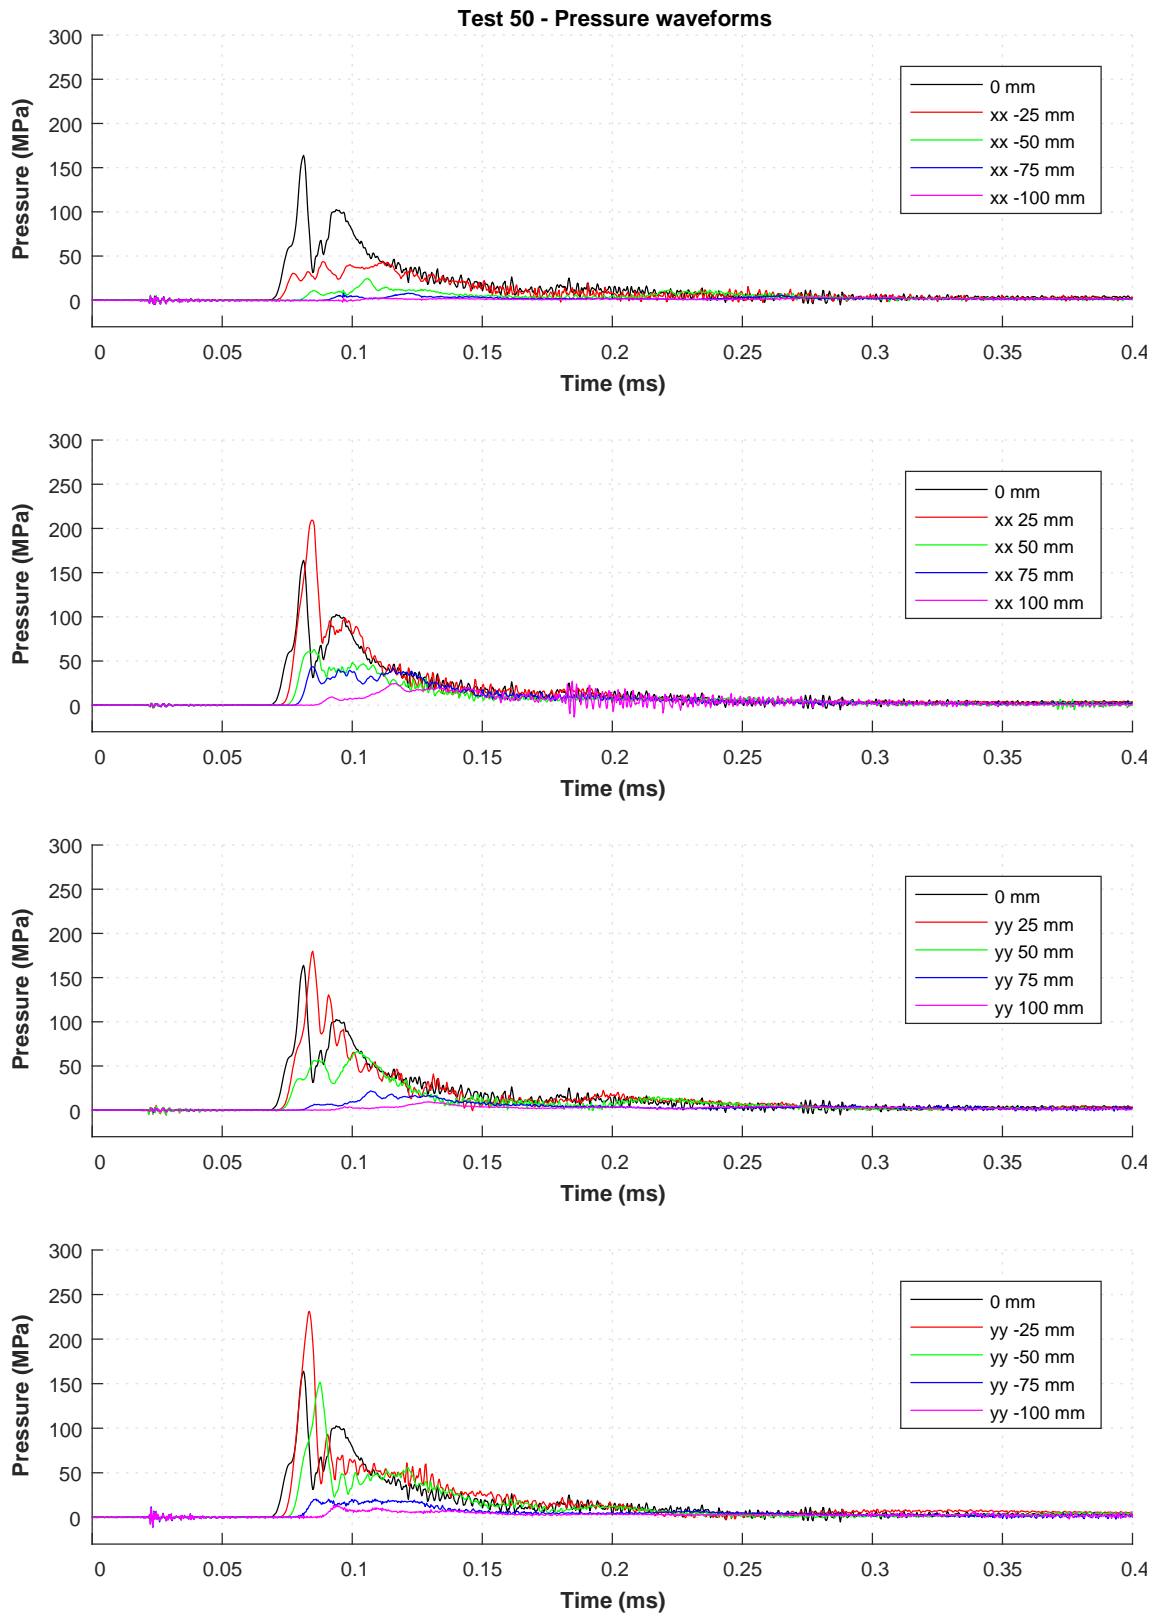 Test 50 - Pressure waveforms
300
250
200
150
100
50
0
Pressure (MPa)
0 mm
xx -25 mm
xx -50 mm
xx -75 mm
xx -100 mm
0 0.05 0.1 0.15 0.2 0.25 0.3 0.35 0.4
Time (ms)
300
250
200
150
100
50
0
Pressure (MPa)
0 mm
xx 25 mm
xx 50 mm
xx 75 mm
xx 100 mm
0 0.05 0.1 0.15 0.2 0.25 0.3 0.35 0.4
Time (ms)
300
250
200
150
100
50
0
Pressure (MPa)
0 mm
yy 25 mm
yy 50 mm
yy 75 mm
yy 100 mm
0 0.05 0.1 0.15 0.2 0.25 0.3 0.35 0.4
Time (ms)
300
250
200
150
100
50
0
Pressure (MPa)
0 mm
yy -25 mm
yy -50 mm
yy -75 mm
yy -100 mm
0 0.05 0.1 0.15 0.2 0.25 0.3 0.35 0.4
Time (ms)